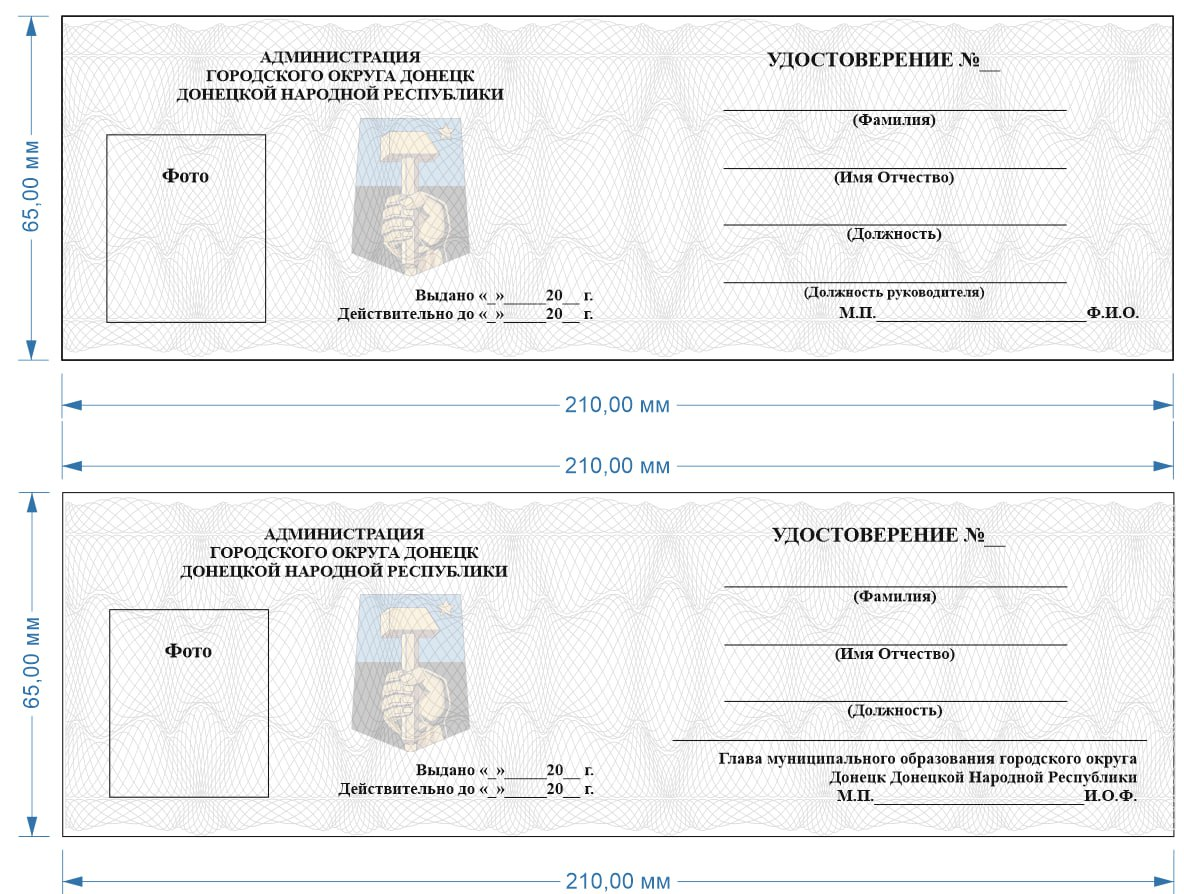 АДМИНИСТРАЦИЯ
ГОРОДСКОГО ОКРУГА ДОНЕЦК
ДОНЕЦКОЙ НАРОДНОЙ РЕСПУБЛИКИ
Фото
Выдано «_»_____20__ г.
Действительно до «_»_____20__ г.
УДОСТОВЕРЕНИЕ №__
(Фамилия)
(Имя Отчество)
(Должность)
(Должность руководителя)
М.П.__________________________Ф.И.О.
65,00 мм
210,00 мм
210,00 мм
АДМИНИСТРАЦИЯ
ГОРОДСКОГО ОКРУГА ДОНЕЦК
ДОНЕЦКОЙ НАРОДНОЙ РЕСПУБЛИКИ
Фото
Выдано «_»_____20__ г.
Действительно до «_»_____20__ г.
УДОСТОВЕРЕНИЕ №__
(Фамилия)
(Имя Отчество)
(Должность)
Глава муниципального образования городского округа
Донецк Донецкой Народной Республики
М.П.__________________________И.О.Ф.
65,00 мм
210,00 мм